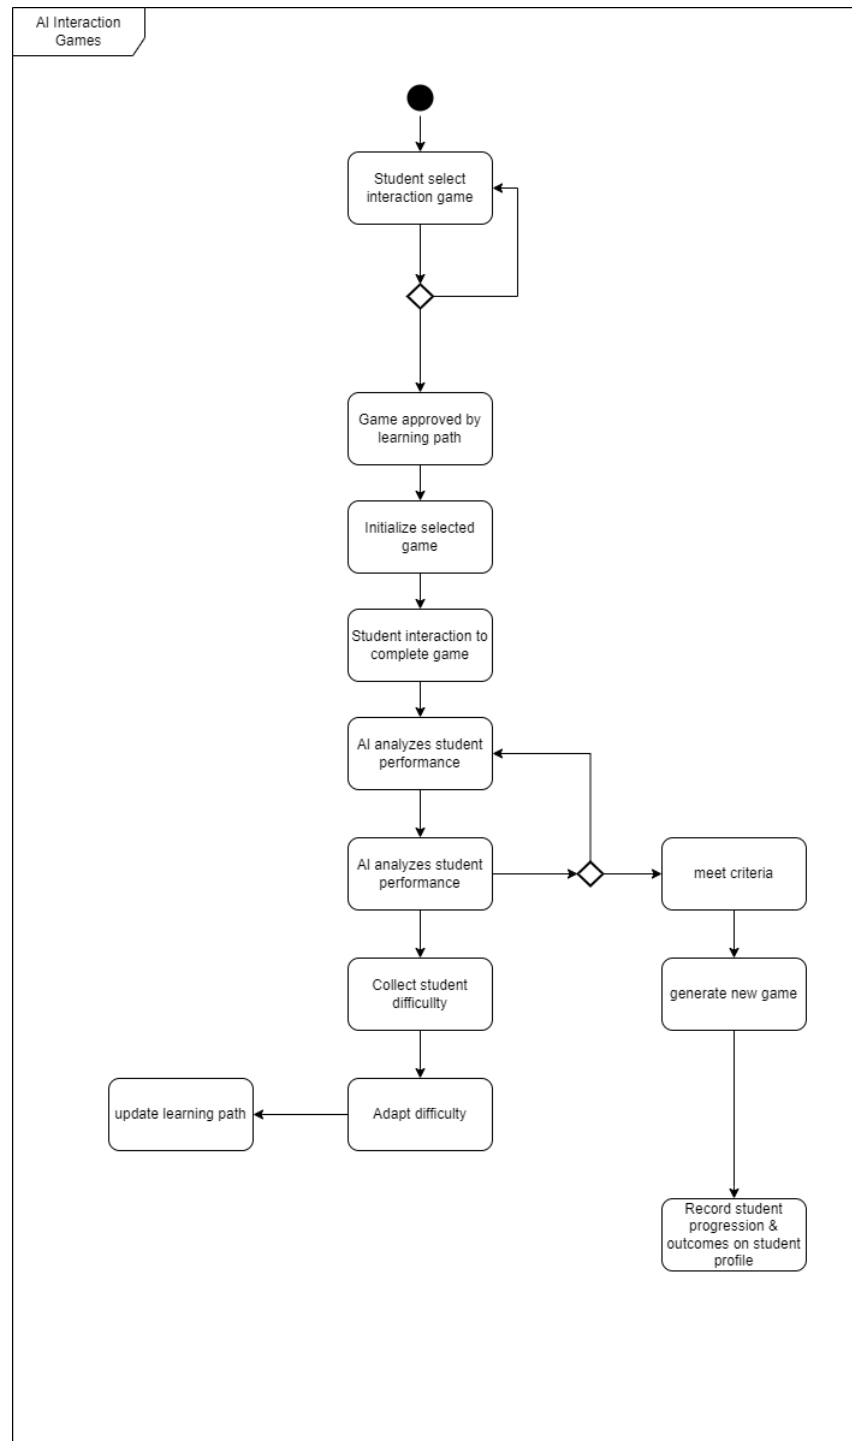 AI Interaction
Games
Student select
interaction game
Game approved by
learning path
Initialize selected
game
Student interaction to
complete game
AI analyzes student
performance
AI analyzes student
performance
meet criteria
Collect student
difficullty
generate new game
update learning path
Adapt difficulty
Record student
progression &
outcomes on student
profile